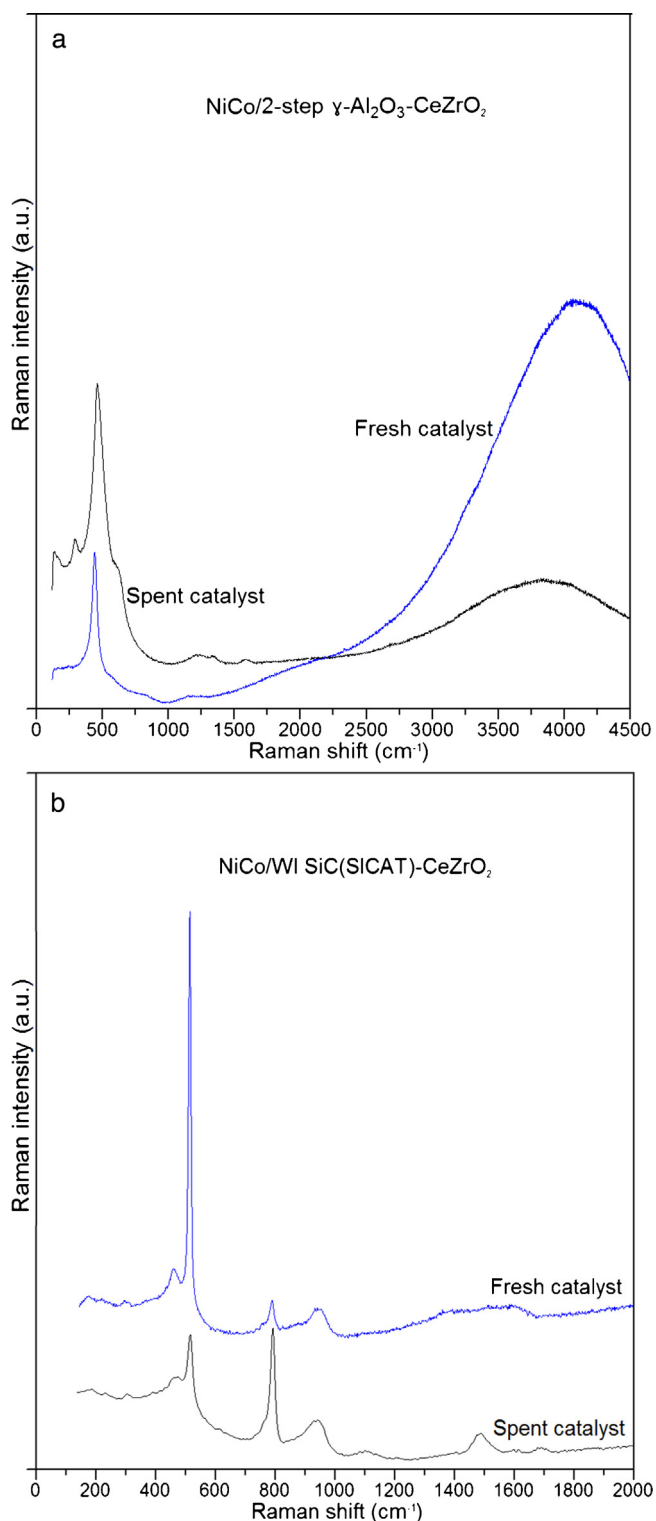 a
NiCo/2-step ɣ-Al₂O₃-CeZrO₂
Raman intensity (a.u.)
Fresh catalyst
Spent catalyst
0 500 1000 1500 2000 2500 3000 3500 4000 4500
Raman shift (cm⁻¹)
b
NiCo/WI SiC(SICAT)-CeZrO₂
Raman intensity (a.u.)
Fresh catalyst
Spent catalyst
0 200 400 600 800 1000 1200 1400 1600 1800 2000
Raman shift (cm⁻¹)